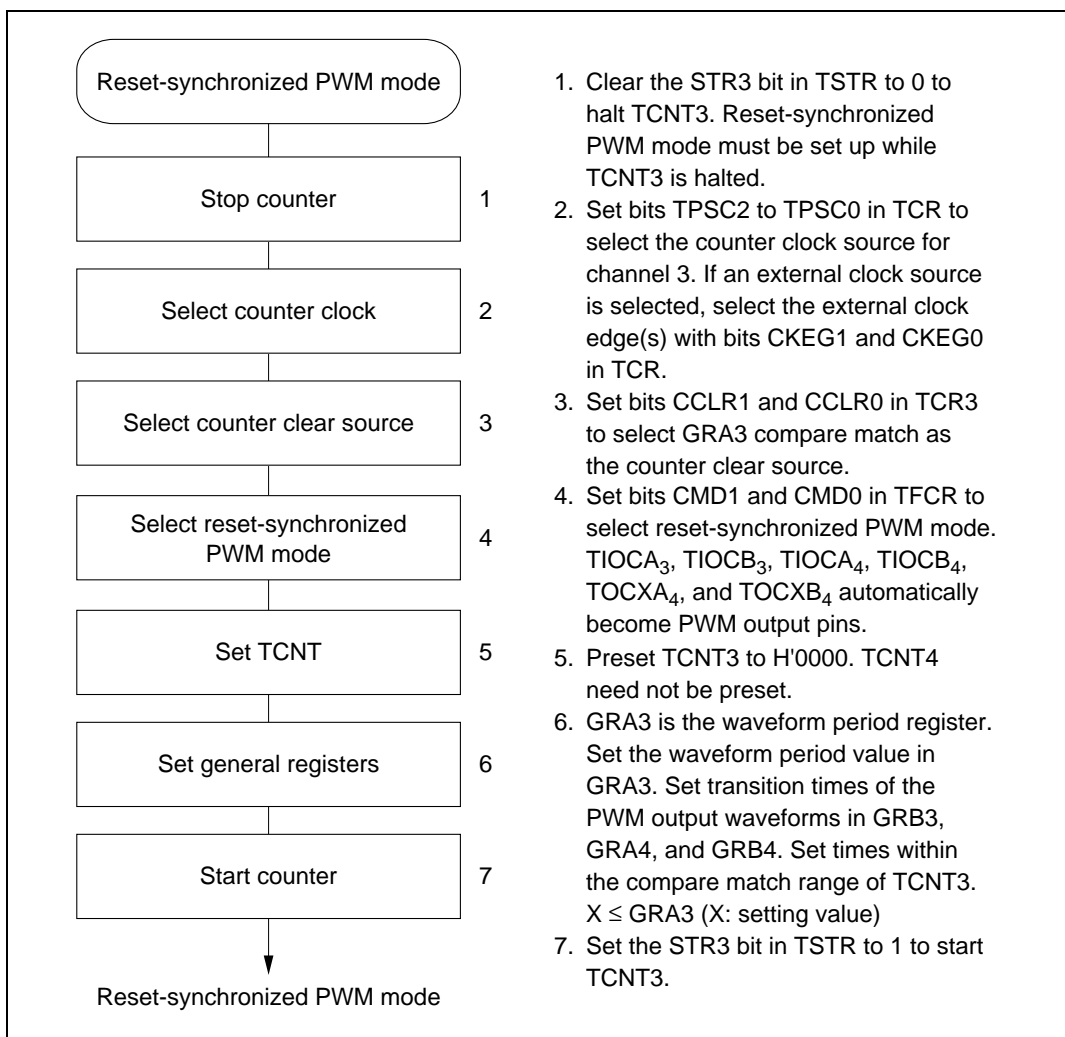 Reset-synchronized PWM mode
Stop counter
1
Select counter clock
2
Select counter clear source
3
Select reset-synchronized
PWM mode
4
Set TCNT
5
Set general registers
6
Start counter
7
Reset-synchronized PWM mode
1. Clear the STR3 bit in TSTR to 0 to
halt TCNT3. Reset-synchronized
PWM mode must be set up while
TCNT3 is halted.
2. Set bits TPSC2 to TPSC0 in TCR to
select the counter clock source for
channel 3. If an external clock source
is selected, select the external clock
edge(s) with bits CKEG1 and CKEG0
in TCR.
3. Set bits CCLR1 and CCLR0 in TCR3
to select GRA3 compare match as
the counter clear source.
4. Set bits CMD1 and CMD0 in TFCR to
select reset-synchronized PWM mode.
TIOCA₃, TIOCB₃, TIOCA₄, TIOCB₄,
TOCXA₄, and TOCXB₄ automatically
become PWM output pins.
5. Preset TCNT3 to H'0000. TCNT4
need not be preset.
6. GRA3 is the waveform period register.
Set the waveform period value in
GRA3. Set transition times of the
PWM output waveforms in GRB3,
GRA4, and GRB4. Set times within
the compare match range of TCNT3.
X ≤ GRA3 (X: setting value)
7. Set the STR3 bit in TSTR to 1 to start
TCNT3.